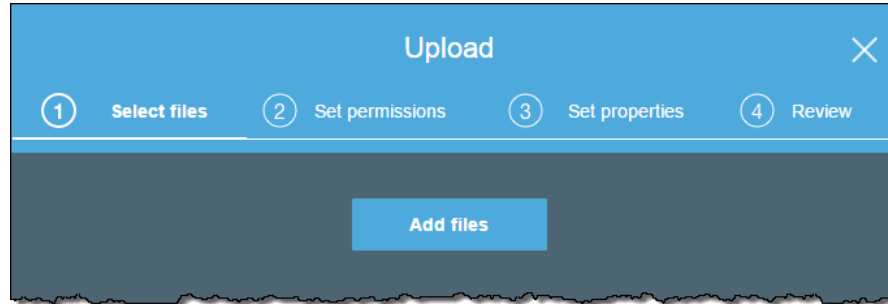 Upload
1 Select files 2 Set permissions 3 Set properties 4 Review
Add files